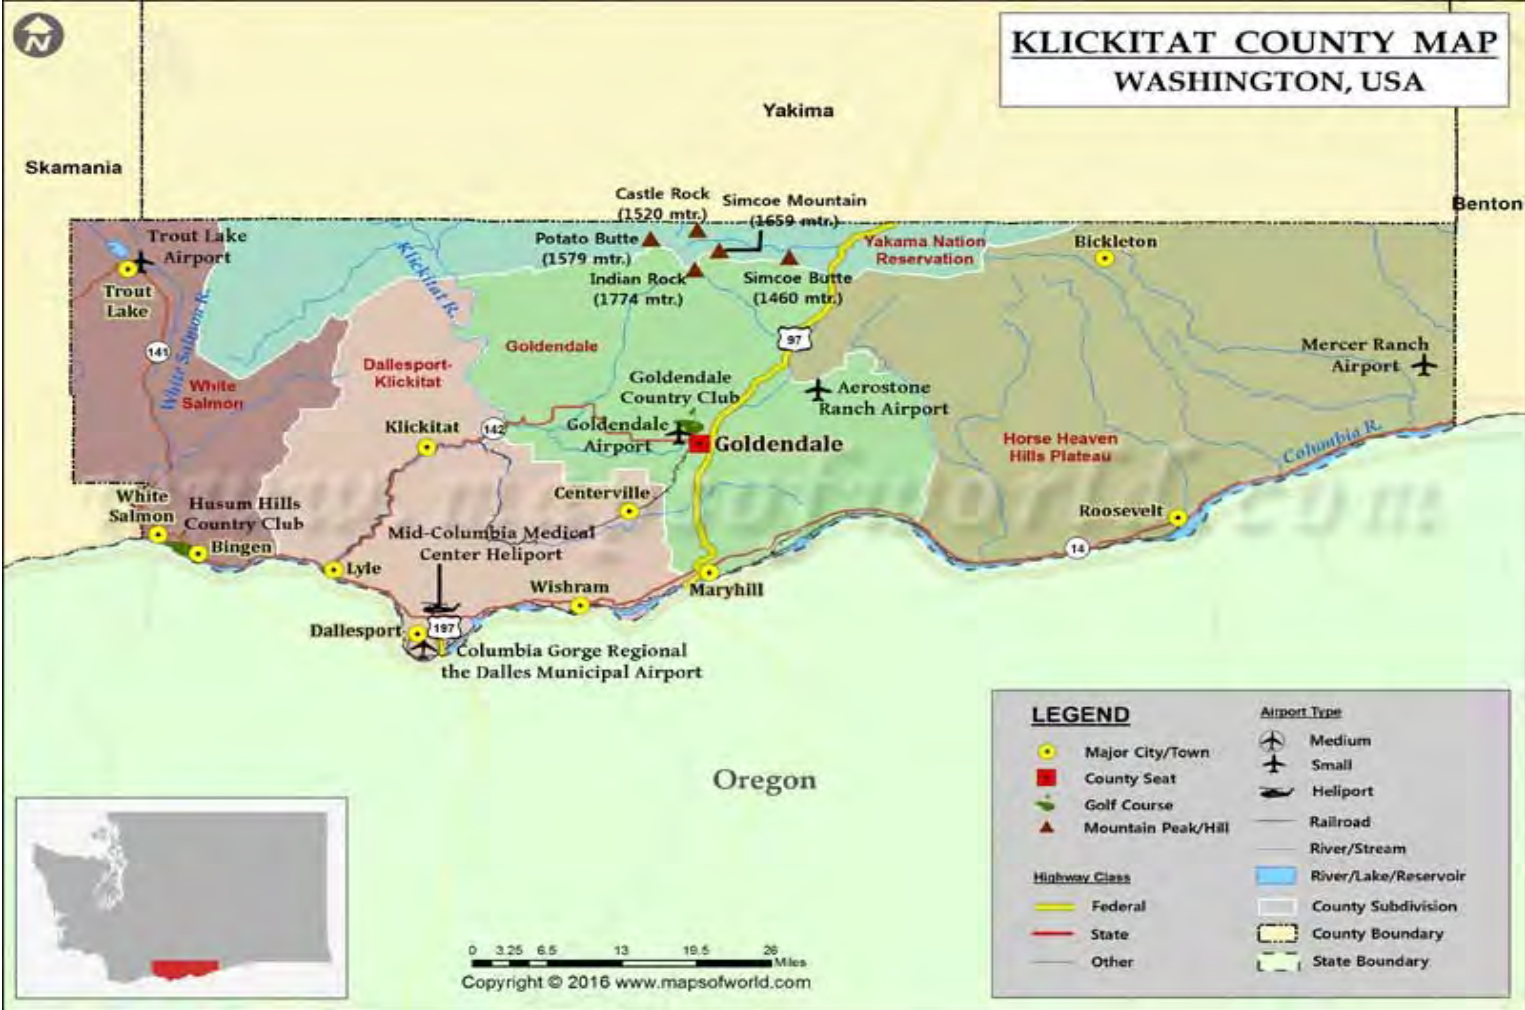 N
KLICKITAT COUNTY MAP
WASHINGTON, USA
Yakima
Skamania
Benton
Castle Rock
(1520 mtr.)
Simcoe Mountain
(1659 mtr.)
Potato Butte
(1579 mtr.)
Indian Rock
(1774 mtr.)
Simcoe Butte
(1460 mtr.)
Yakama Nation
Reservation
Bickleton
Trout Lake
Airport
Trout
Lake
Klickitat R.
White Salmon R.
141
White
Salmon
Dallesport-
Klickitat
Goldendale
97
Mercer Ranch
Airport
Goldendale
Country Club
Aerostone
Ranch Airport
Klickitat
142
Goldendale
Airport
Goldendale
Horse Heaven
Hills Plateau
Columbia R.
White
Salmon
Husum Hills
Country Club
Centerville
Roosevelt
Bingen
Mid-Columbia Medical
Center Heliport
14
Lyle
Wishram
Maryhill
Dallesport
197
Columbia Gorge Regional
the Dalles Municipal Airport
Oregon
LEGEND
Major City/Town
County Seat
Golf Course
Mountain Peak/Hill
Highway Class
Federal
State
Other
Airport Type
Medium
Small
Heliport
Railroad
River/Stream
River/Lake/Reservoir
County Subdivision
County Boundary
State Boundary
0 3.25 6.5 13 19.5 26
Miles
Copyright © 2016 www.mapsofworld.com